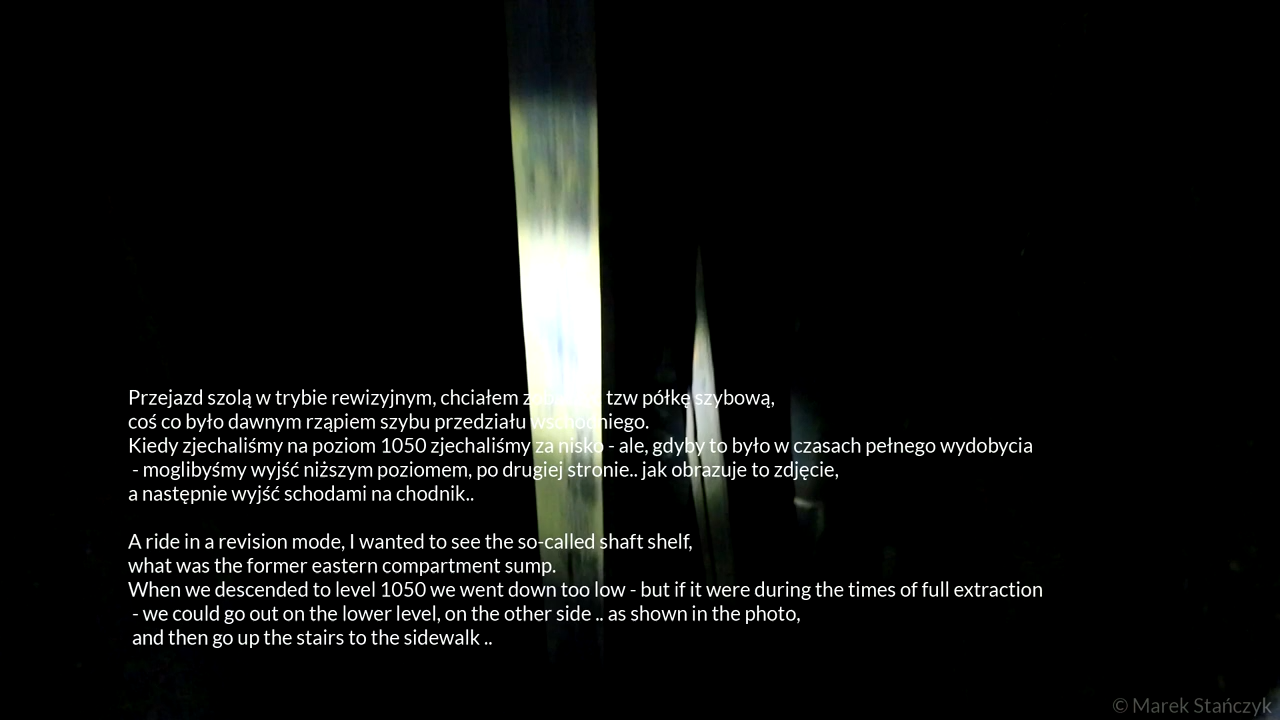 Przejazd szolą w trybie rewizyjnym, chciałem tzw półkę szybową,
coś co było dawnym rząpiem szybu przedziału wschodniego.
Kiedy zjechaliśmy na poziom 1050 zjechaliśmy za nisko - ale, gdyby to było w czasach pełnego wydobycia
- moglibyśmy wyjść niższym poziomem, po drugiej stronie.. jak obrazuje to zdjęcie,
a następnie wyjść schodami na chodnik..
A ride in a revision mode, I wanted to see the so-called shaft shelf,
what was the former eastern compartment sump.
When we descended to level 1050 we went down too low - but if it were during the times of full extraction
- we could go out on the lower level, on the other side .. as shown in the photo,
and then go up the stairs to the sidewalk ..
© Marek Stańczyk